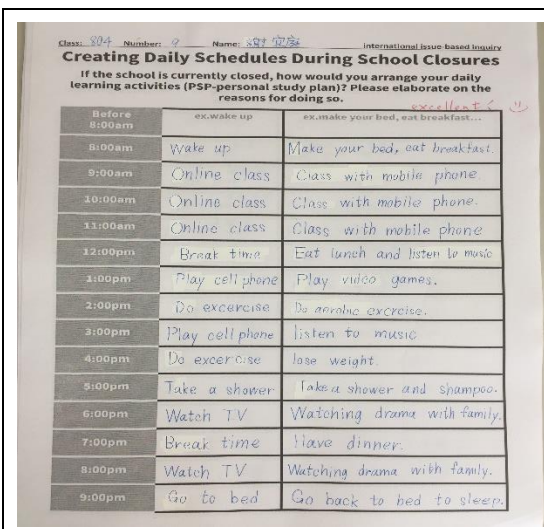 Class: 804 Number: 9 Name: 謝 宜庭 international issue-based inquiry
Creating Daily Schedules During School Closures
If the school is currently closed, how would you arrange your daily
learning activities (PSP-personal study plan)? Please elaborate on the
reasons for doing so.
excellent
Before
8:00am ex.wake up ex.make your bed, eat breakfast...
8:00am Wake up Make your bed, eat breakfast.
9:00am Online class Class with mobile phone.
10:00am Online class Class with mobile phone.
11:00am Online class Class with mobile phone
12:00pm Break time Eat lunch and listen to music
1:00pm Play cell phone Play video games.
2:00pm Do excercise Do aerobic exercise.
3:00pm Play cell phone listen to music
4:00pm Do excercise lose weight.
5:00pm Take a shower Take a shower and shampoo.
6:00pm Watch TV Watching drama with family.
7:00pm Break time Have dinner.
8:00pm Watch TV Watching drama with family.
9:00pm Go to bed Go back to bed to sleep.